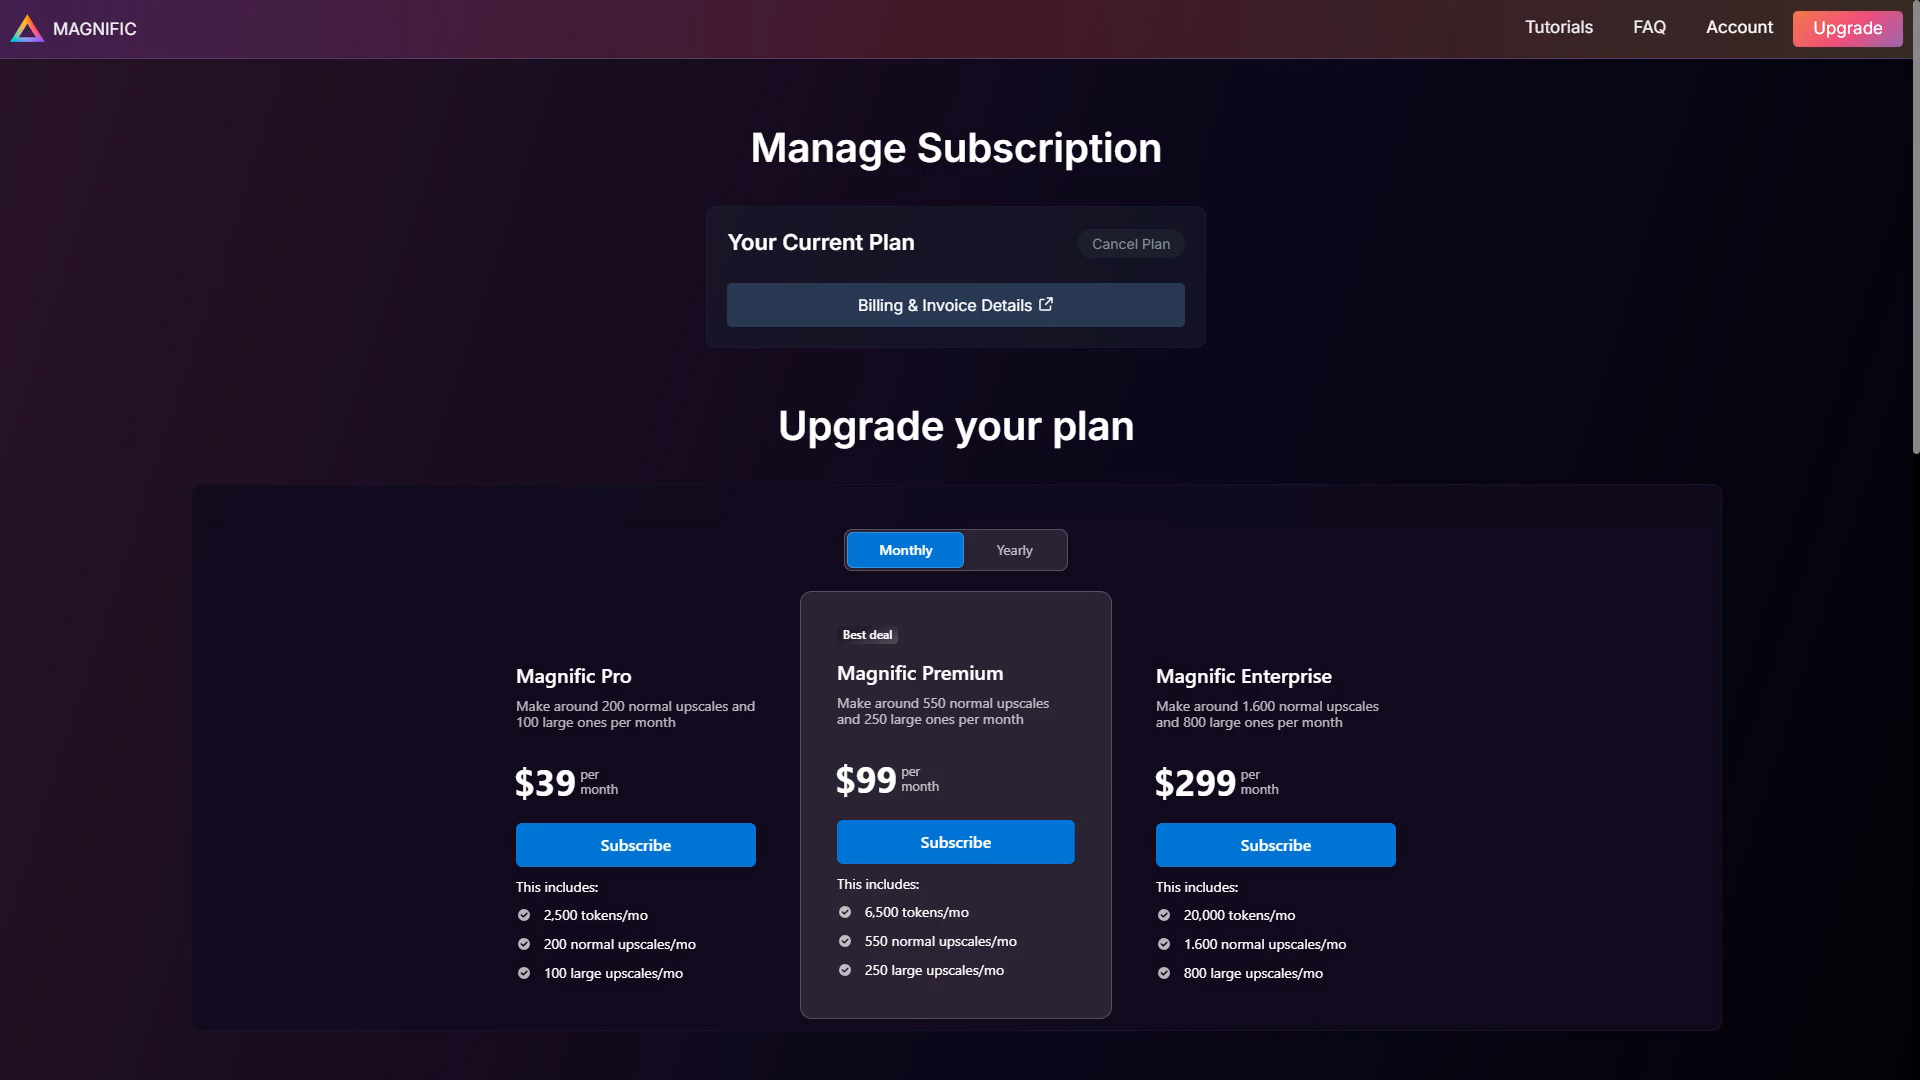 MAGNIFIC
Tutorials
FAQ
Account
Upgrade
Manage Subscription
Your Current Plan
Cancel Plan
Billing & Invoice Details
Upgrade your plan
Monthly
Yearly
Magnific Pro
Make around 200 normal upscales and
100 large ones per month
$39 per
month
Subscribe
This includes:
2,500 tokens/mo
200 normal upscales/mo
100 large upscales/mo
Best deal
Magnific Premium
Make around 550 normal upscales
and 250 large ones per month
$99 per
month
Subscribe
This includes:
6,500 tokens/mo
550 normal upscales/mo
250 large upscales/mo
Magnific Enterprise
Make around 1.600 normal upscales
and 800 large ones per month
$299 per
month
Subscribe
This includes:
20,000 tokens/mo
1.600 normal upscales/mo
800 large upscales/mo